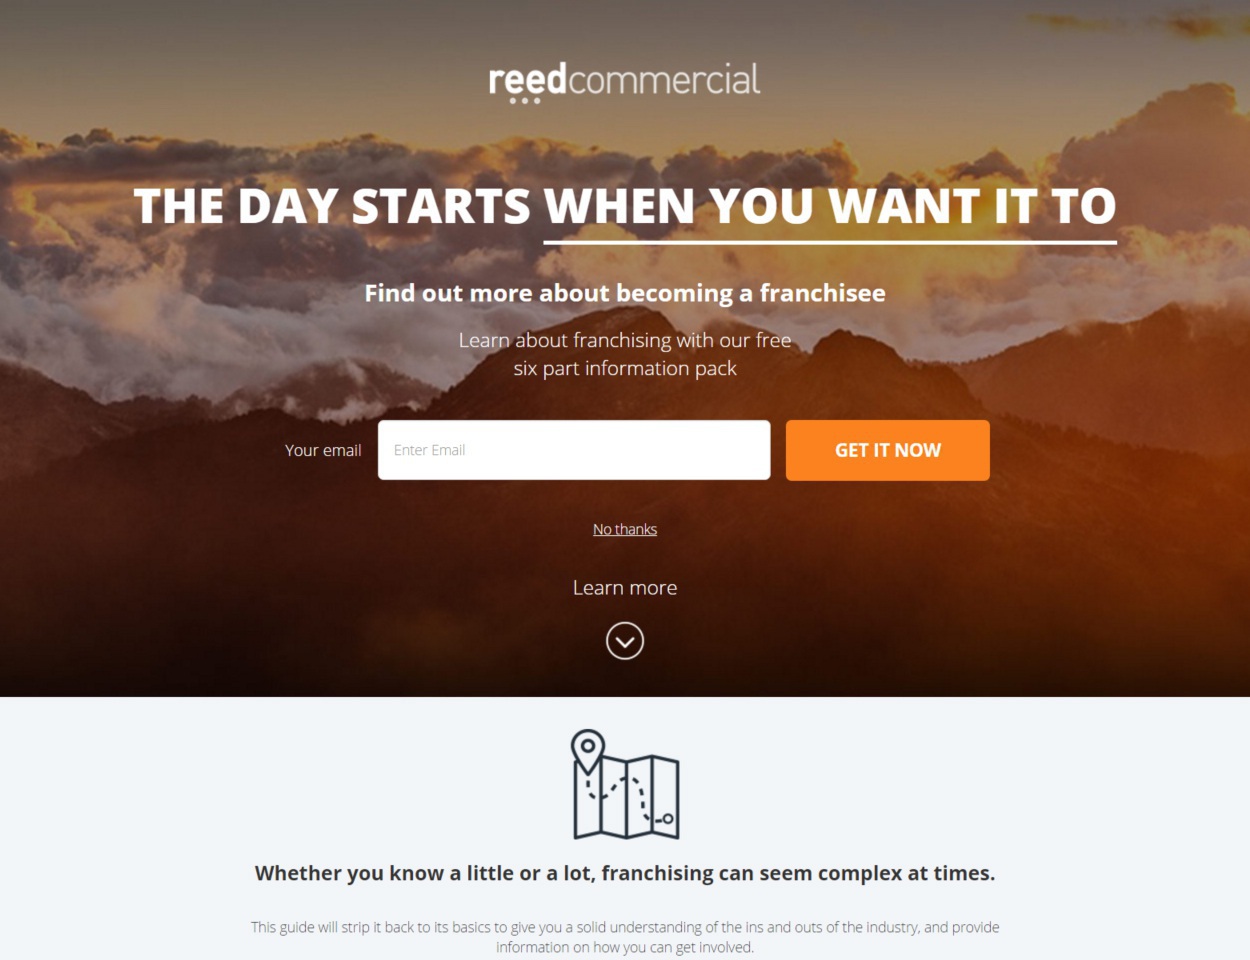 reedcommercial
THE DAY STARTS WHEN YOU WANT IT TO
Find out more about becoming a franchisee
Learn about franchising with our free
six part information pack
Your email
Enter Email
GET IT NOW
No thanks
Learn more
Whether you know a little or a lot, franchising can seem complex at times.
This guide will strip it back to its basics to give you a solid understanding of the ins and outs of the industry, and provide
information on how you can get involved.